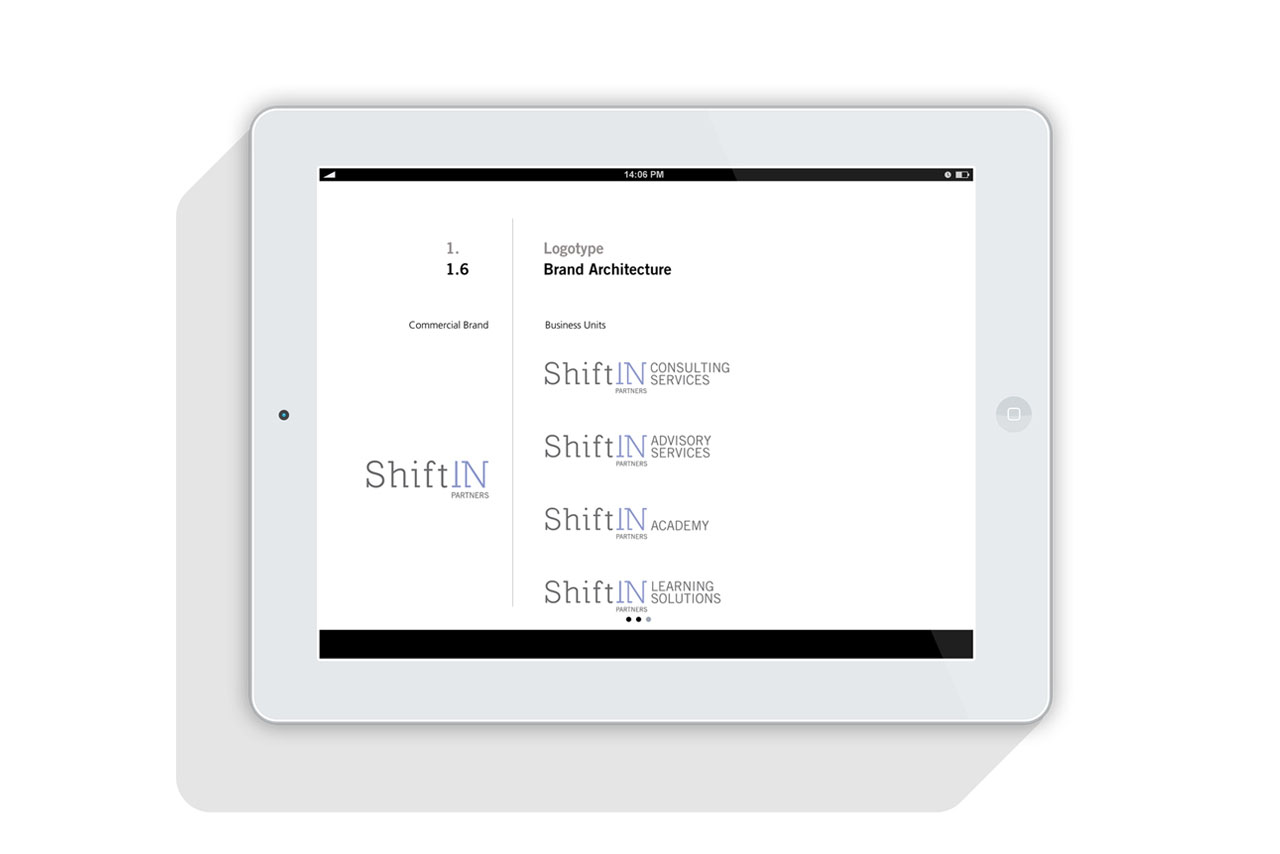 14:06 PM
1.
1.6
Logotype
Brand Architecture
Commercial Brand
Business Units
ShiftIN
PARTNERS
ShiftIN CONSULTING
SERVICES
PARTNERS
ShiftIN ADVISORY
SERVICES
PARTNERS
ShiftIN ACADEMY
PARTNERS
ShiftIN LEARNING
SOLUTIONS
PARTNERS